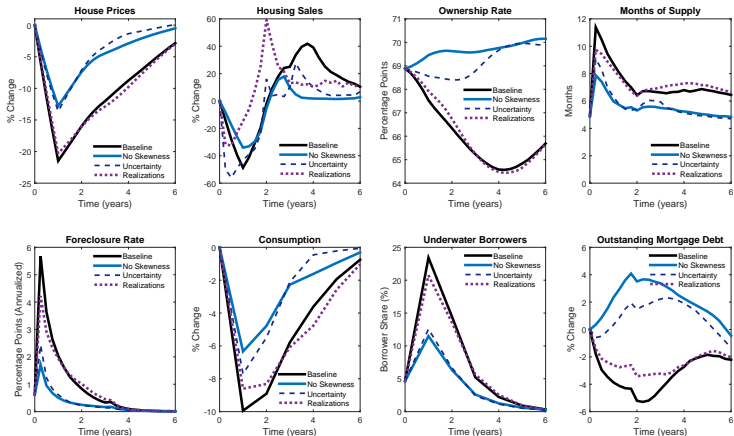 House Prices
% Change
0
-5
-10
-15
-20
-25
0 2 4 6
Time (years)
Baseline
No Skewness
Uncertainty
Realizations
Housing Sales
% Change
60
40
20
0
-20
-40
-60
0 2 4 6
Time (years)
Baseline
No Skewness
Uncertainty
Realizations
Ownership Rate
Percentage Points
71
70
69
68
67
66
65
64
0 2 4 6
Time (years)
Baseline
No Skewness
Uncertainty
Realizations
Months of Supply
Months
12
10
8
6
4
2
0
0 2 4 6
Time (years)
Baseline
No Skewness
Uncertainty
Realizations
Foreclosure Rate
Percentage Points (Annualized)
6
5
4
3
2
1
0
0 2 4 6
Time (years)
Baseline
No Skewness
Uncertainty
Realizations
Consumption
% Change
0
-2
-4
-6
-8
-10
0 2 4 6
Time (years)
Baseline
No Skewness
Uncertainty
Realizations
Underwater Borrowers
Borrower Share (%)
25
20
15
10
5
0
0 2 4 6
Time (years)
Baseline
No Skewness
Uncertainty
Realizations
Outstanding Mortgage Debt
% Change
6
4
2
0
-2
-4
-6
0 2 4 6
Time (years)
Baseline
No Skewness
Uncertainty
Realizations